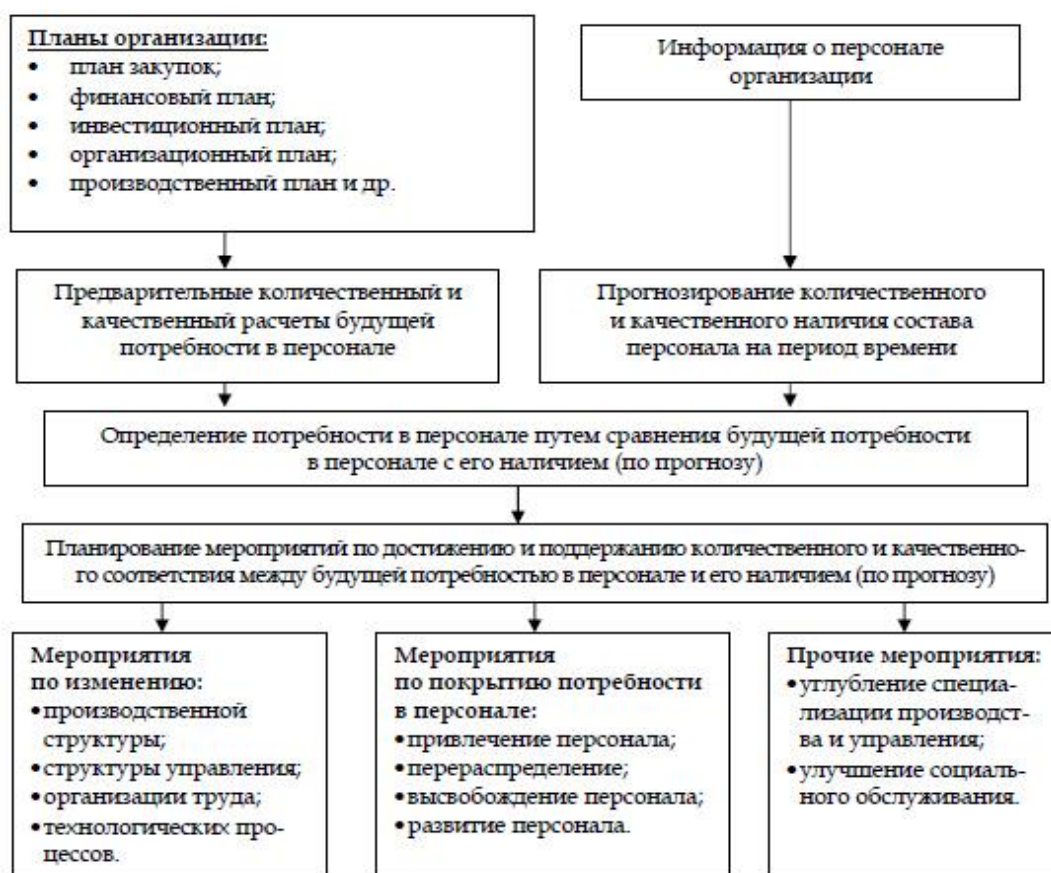 Планы организации:
• план закупок;
• финансовый план;
• инвестиционный план;
• организационный план;
• производственный план и др.
Информация о персонале
организации
Предварительные количественный и
качественный расчеты будущей
потребности в персонале
Прогнозирование количественного
и качественного наличия состава
персонала на период времени
Определение потребности в персонале путем сравнения будущей потребности
в персонале с его наличием (по прогнозу)
Планирование мероприятий по достижению и поддержанию количественного и качественно-
го соответствия между будущей потребностью в персонале и его наличием (по прогнозу)
Мероприятия
по изменению:
•производственной
структуры;
•структуры управления;
•организации труда;
•технологических про-
цессов.
Мероприятия
по покрытию потребности
в персонале:
•привлечение персонала;
•перераспределение;
•высвобождение персонала;
•развитие персонала.
Прочие мероприятия:
•углубление специа-
лизации производст-
ва и управления;
•улучшение социаль-
ного обслуживания.